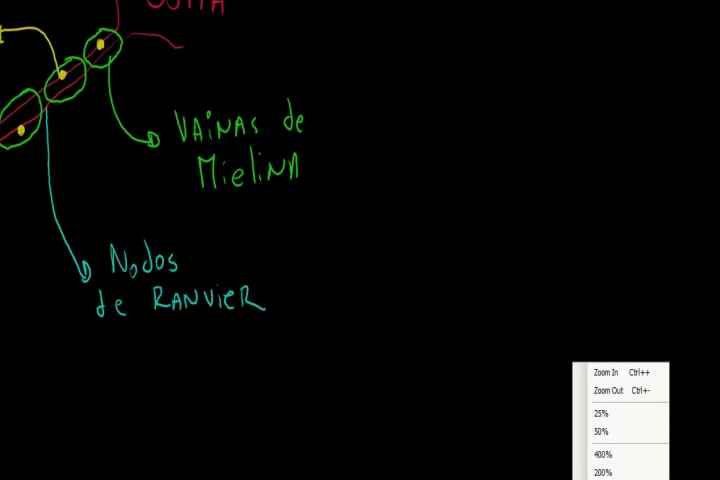 VAINAS de
MieliNA
Nodos
de RANVieR
Zoom In Ctrl++
Zoom Out Ctrl+-
25%
50%
400%
200%